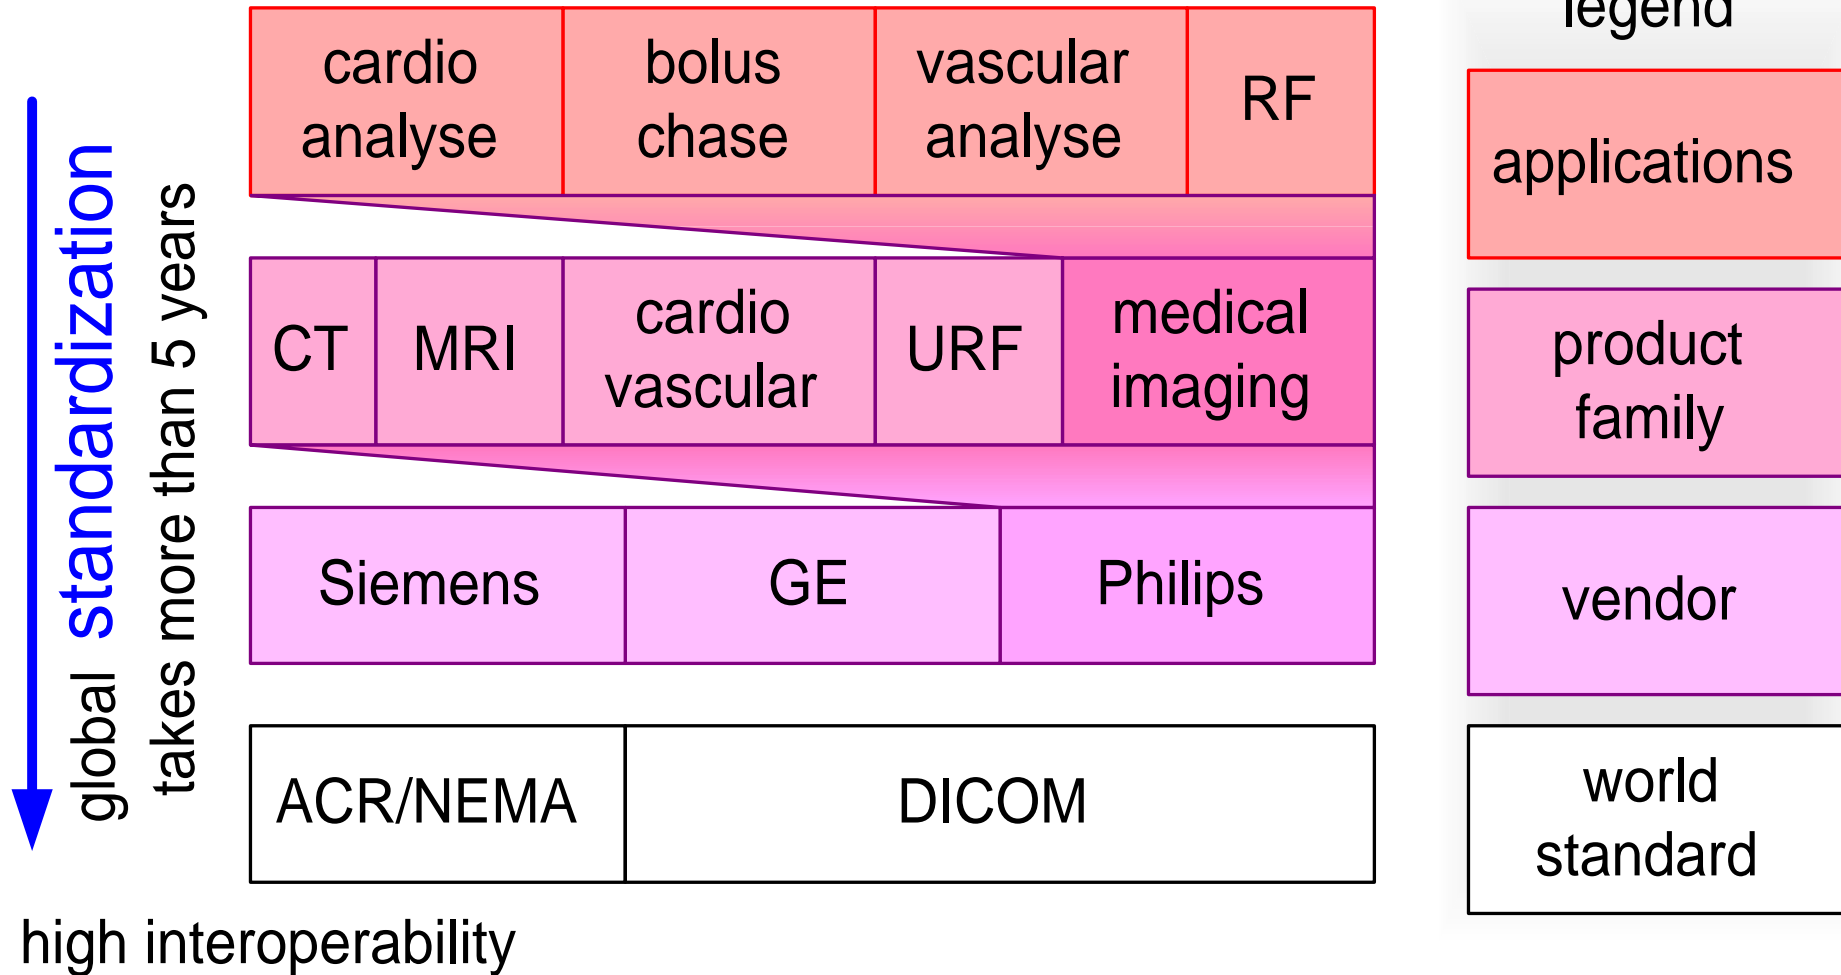 legend
cardio
analyse
bolus
chase
vascular
analyse
RF
applications
global standardization
takes more than 5 years
CT
MRI
cardio
vascular
URF
medical
imaging
product
family
Siemens
GE
Philips
vendor
ACR/NEMA
DICOM
world
standard
high interoperability